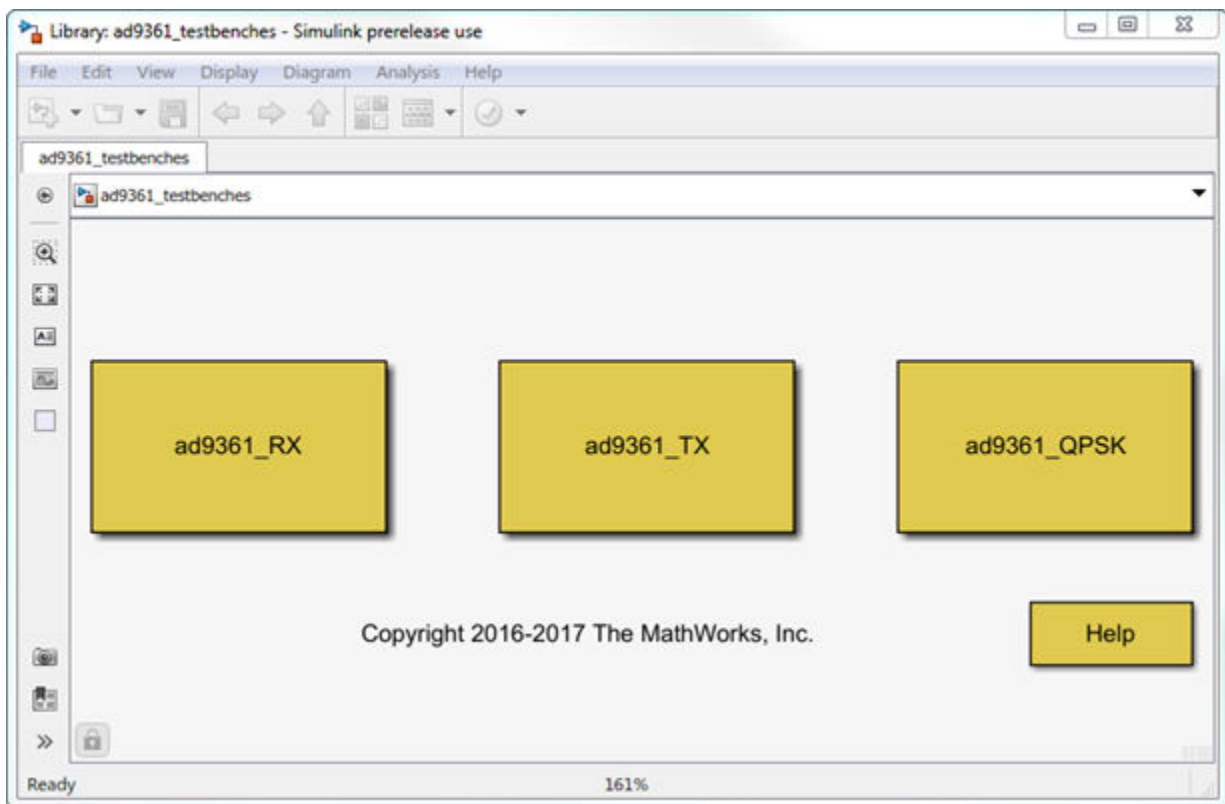 Library: ad9361_testbenches - Simulink prerelease use
File Edit View Display Diagram Analysis Help
ad9361_testbenches
ad9361_testbenches
ad9361_RX
ad9361_TX
ad9361_QPSK
Copyright 2016-2017 The MathWorks, Inc.
Help
Ready
161%